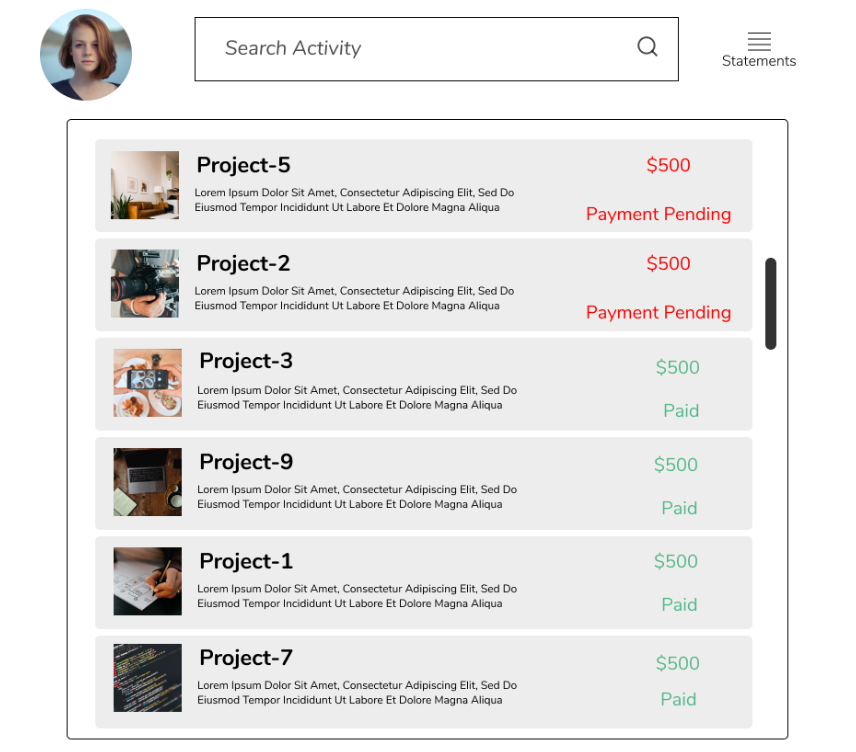 Search Activity
Statements
Project-5
$500
Lorem Ipsum Dolor Sit Amet, Consectetur Adipiscing Elit, Sed Do
Eiusmod Tempor Incididunt Ut Labore Et Dolore Magna Aliqua
Payment Pending
Project-2
$500
Lorem Ipsum Dolor Sit Amet, Consectetur Adipiscing Elit, Sed Do
Eiusmod Tempor Incididunt Ut Labore Et Dolore Magna Aliqua
Payment Pending
Project-3
$500
Lorem Ipsum Dolor Sit Amet, Consectetur Adipiscing Elit, Sed Do
Eiusmod Tempor Incididunt Ut Labore Et Dolore Magna Aliqua
Paid
Project-9
$500
Lorem Ipsum Dolor Sit Amet, Consectetur Adipiscing Elit, Sed Do
Eiusmod Tempor Incididunt Ut Labore Et Dolore Magna Aliqua
Paid
Project-1
$500
Lorem Ipsum Dolor Sit Amet, Consectetur Adipiscing Elit, Sed Do
Eiusmod Tempor Incididunt Ut Labore Et Dolore Magna Aliqua
Paid
Project-7
$500
Lorem Ipsum Dolor Sit Amet, Consectetur Adipiscing Elit, Sed Do
Eiusmod Tempor Incididunt Ut Labore Et Dolore Magna Aliqua
Paid